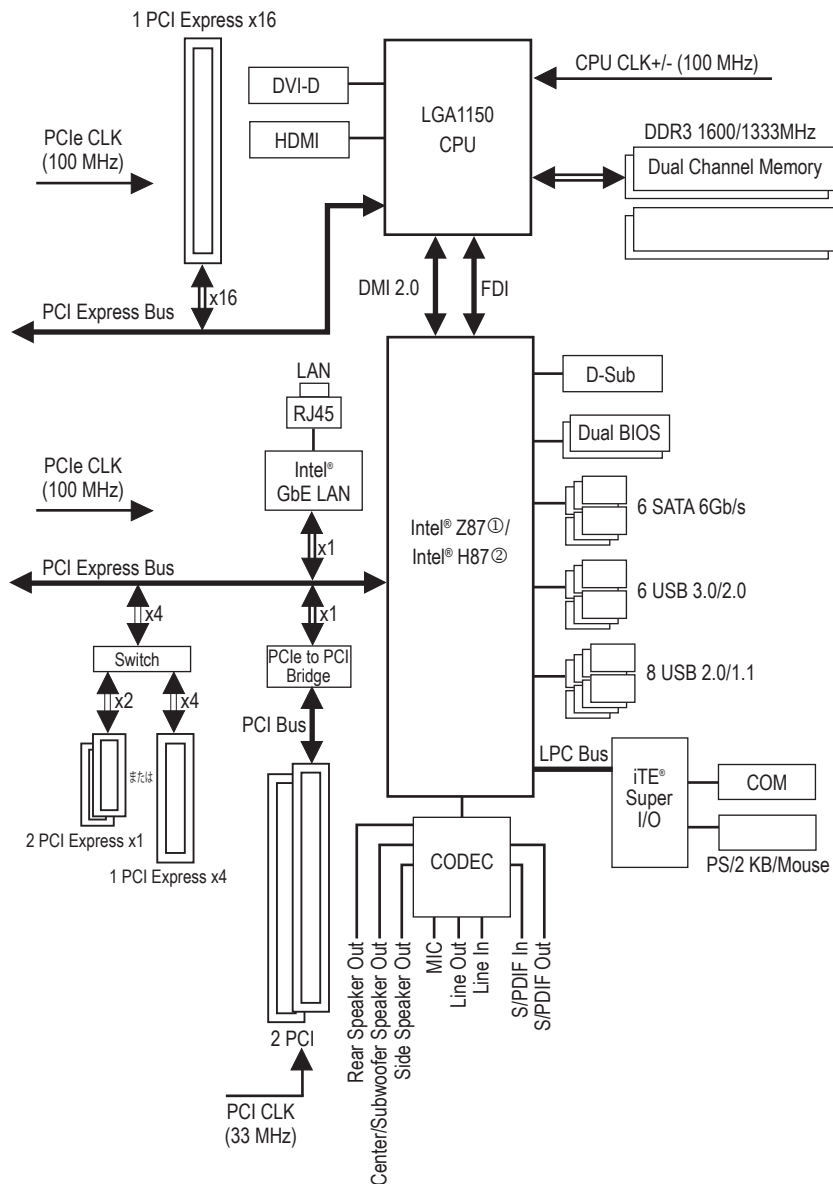 1 PCI Express x16
CPU CLK+/- (100 MHz)
DVI-D
LGA1150
CPU
HDMI
PCIe CLK
(100 MHz)
DDR3 1600/1333MHz
Dual Channel Memory
x16
DMI 2.0
FDI
PCI Express Bus
LAN
RJ45
D-Sub
Dual BIOS
PCIe CLK
(100 MHz)
Intel®
GbE LAN
6 SATA 6Gb/s
Intel® Z87①/
Intel® H87②
x1
PCI Express Bus
6 USB 3.0/2.0
x4
x1
Switch
PCIe to PCI
Bridge
8 USB 2.0/1.1
x2
x4
PCI Bus
LPC Bus
または
iTE®
Super
I/O
COM
2 PCI Express x1
1 PCI Express x4
CODEC
PS/2 KB/Mouse
Rear Speaker Out
Center/Subwoofer Speaker Out
Side Speaker Out
MIC
Line Out
Line In
S/PDIF In
S/PDIF Out
2 PCI
PCI CLK
(33 MHz)